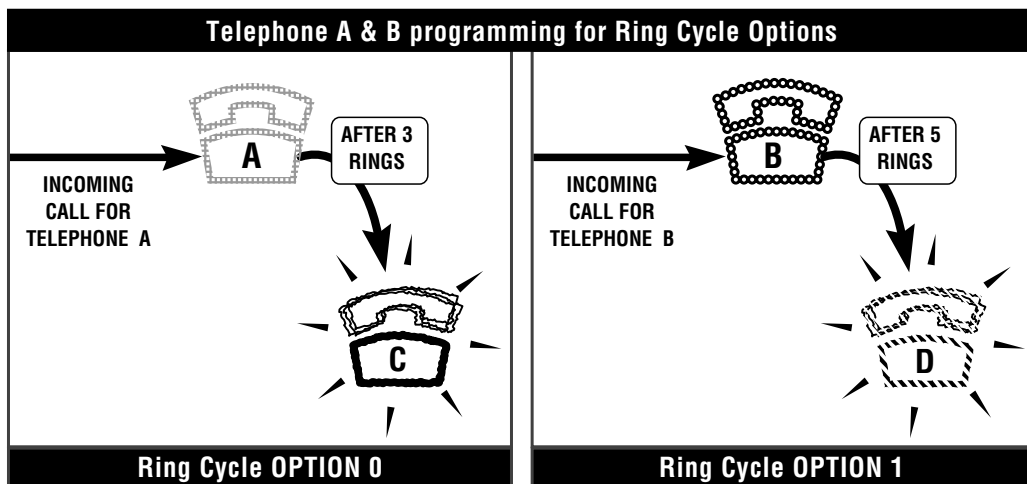 Telephone A & B programming for Ring Cycle Options
A
AFTER 3
RINGS
INCOMING
CALL FOR
TELEPHONE A
C
Ring Cycle OPTION 0
B
AFTER 5
RINGS
INCOMING
CALL FOR
TELEPHONE B
D
Ring Cycle OPTION 1